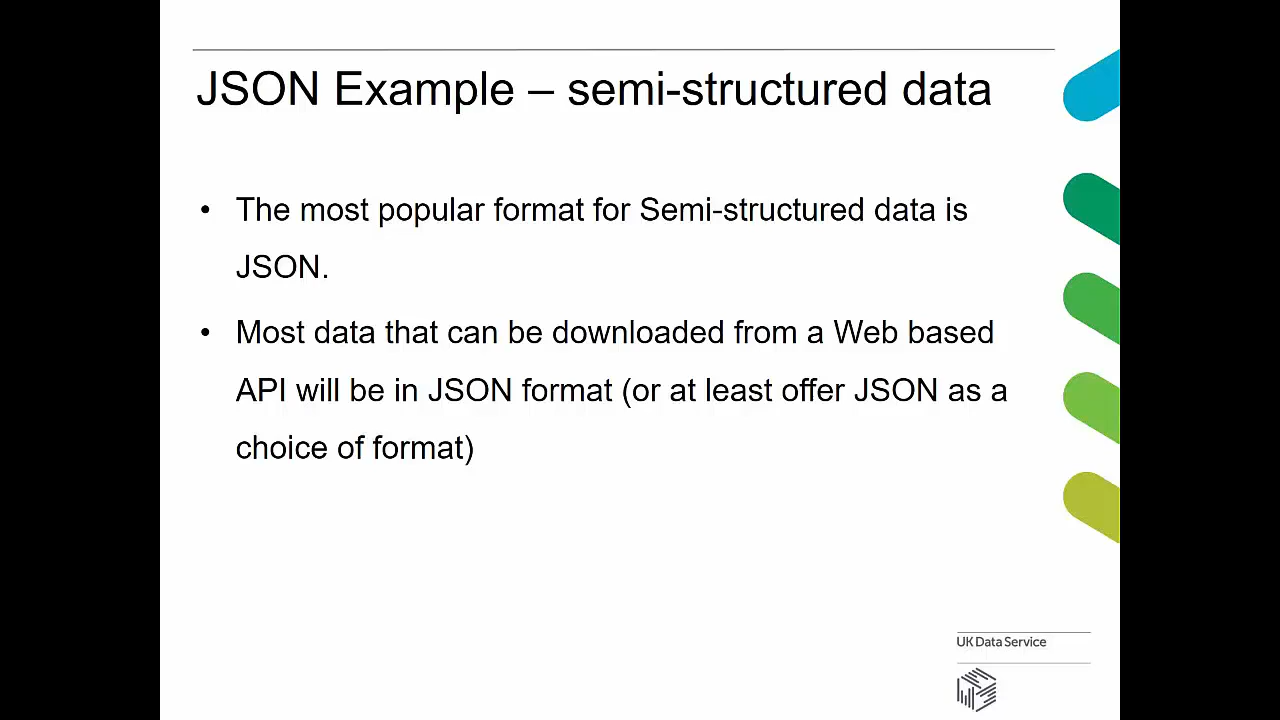 JSON Example – semi-structured data
• The most popular format for Semi-structured data is
JSON.
• Most data that can be downloaded from a Web based
API will be in JSON format (or at least offer JSON as a
choice of format)
UK Data Service